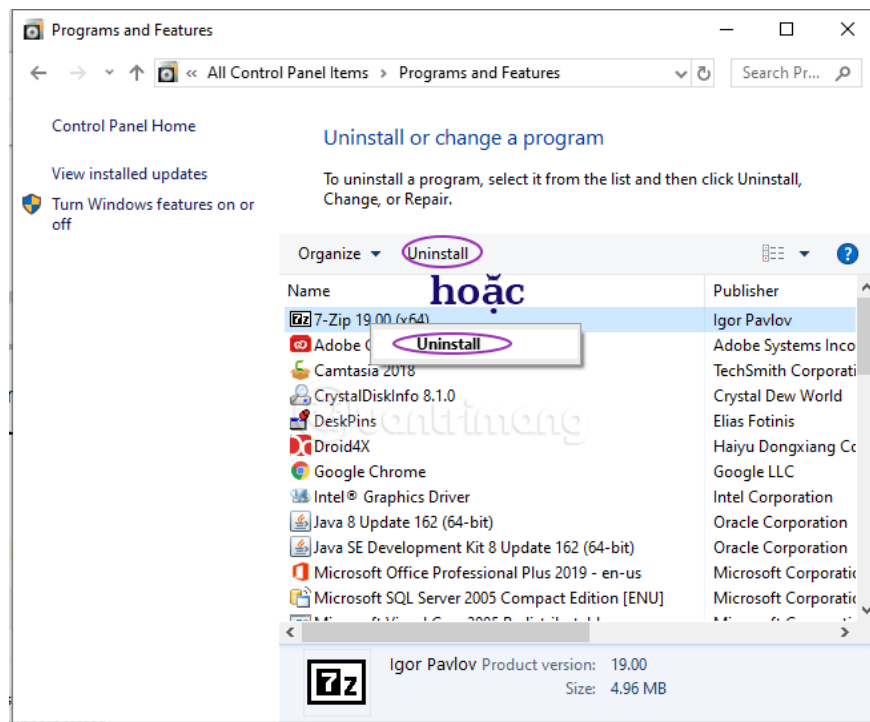 Programs and Features
All Control Panel Items > Programs and Features
Search Pr...
Control Panel Home
View installed updates
Turn Windows features on or
off
Uninstall or change a program
To uninstall a program, select it from the list and then click Uninstall,
Change, or Repair.
Organize Uninstall
hoặc
Name Publisher
7-Zip 19.00 (x64) Igor Pavlov
Uninstall
Adobe Adobe Systems Inco
Camtasia 2018 TechSmith Corporati
CrystalDiskInfo 8.1.0 Crystal Dew World
DeskPins Elias Fotinis
Quantrimang
Droid4X Haiyu Dongxiang Co
Google Chrome Google LLC
Intel® Graphics Driver Intel Corporation
Java 8 Update 162 (64-bit) Oracle Corporation
Java SE Development Kit 8 Update 162 (64-bit) Oracle Corporation
Microsoft Office Professional Plus 2019 - en-us Microsoft Corporatic
Microsoft SQL Server 2005 Compact Edition [ENU] Microsoft Corporatic
Igor Pavlov Product version: 19.00
Size: 4.96 MB